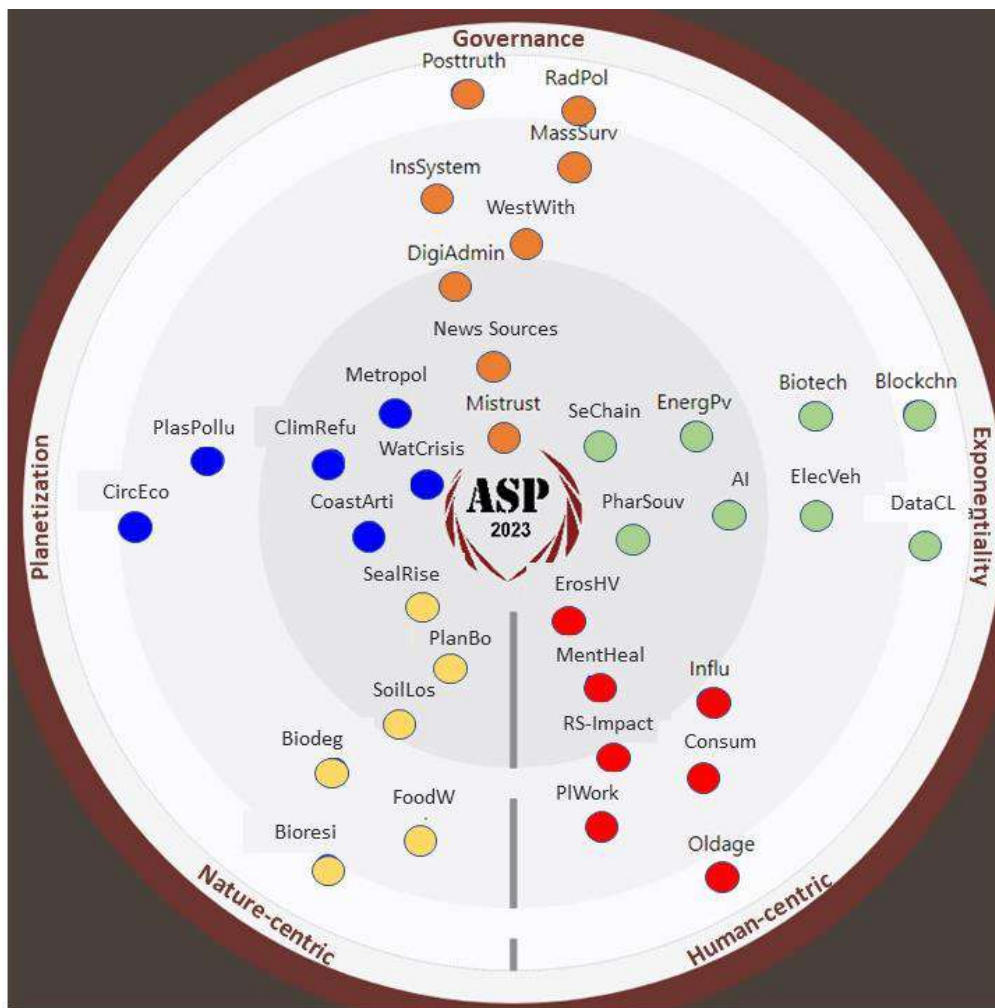 Governance
Posttruth
RadPol
MassSurv
InsSystem
WestWith
DigiAdmin
News Sources
Metropol
Mistrust
SeChain
EnergPv
Biotech
Blockchn
PlasPollu
ClimRefu
WatCrisis
Planetization
Exponentiality
CircEco
CoastArti
ASP
2023
PharSouv
AI
ElecVeh
DataCL
SealRise
ErosHV
PlanBo
MentHeal
Influ
SoilLos
RS-Impact
Consum
Biodeg
FoodW
PlWork
Bioresi
Oldage
Nature-centric
Human-centric